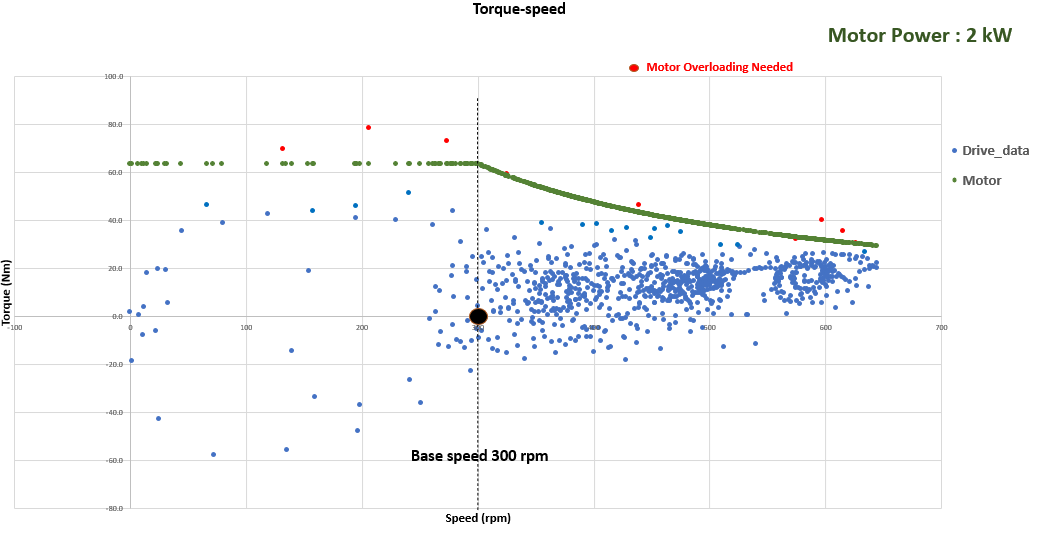 Torque-speed
Motor Power : 2 kW
Motor Overloading Needed
100.0
80.0
60.0
40.0
20.0
0.0
-20.0
-40.0
-60.0
-80.0
-100
0
100
200
300
400
500
600
700
Drive_data
Motor
Torque (Nm)
Base speed 300 rpm
Speed (rpm)